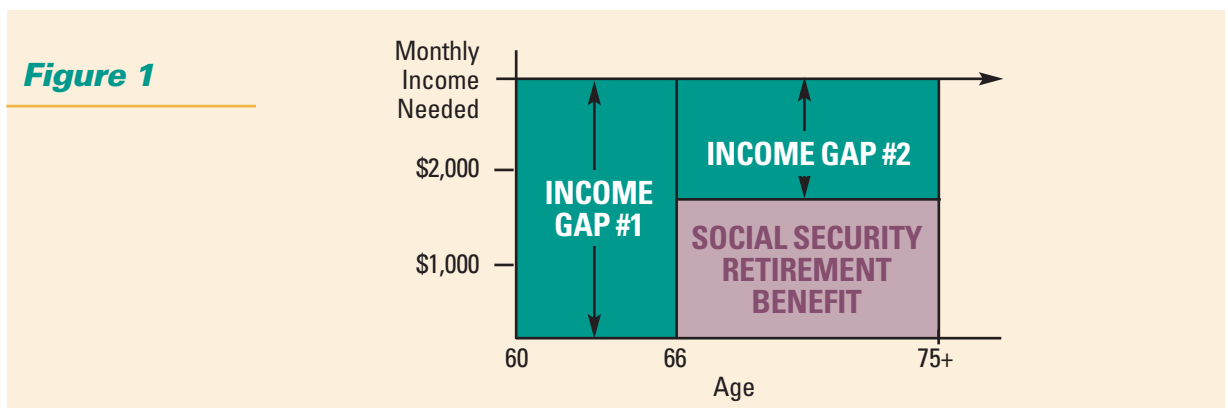 Figure 1
Monthly
Income
Needed
$2,000
$1,000
INCOME
GAP #1
INCOME GAP #2
SOCIAL SECURITY
RETIREMENT
BENEFIT
60
66
75+
Age